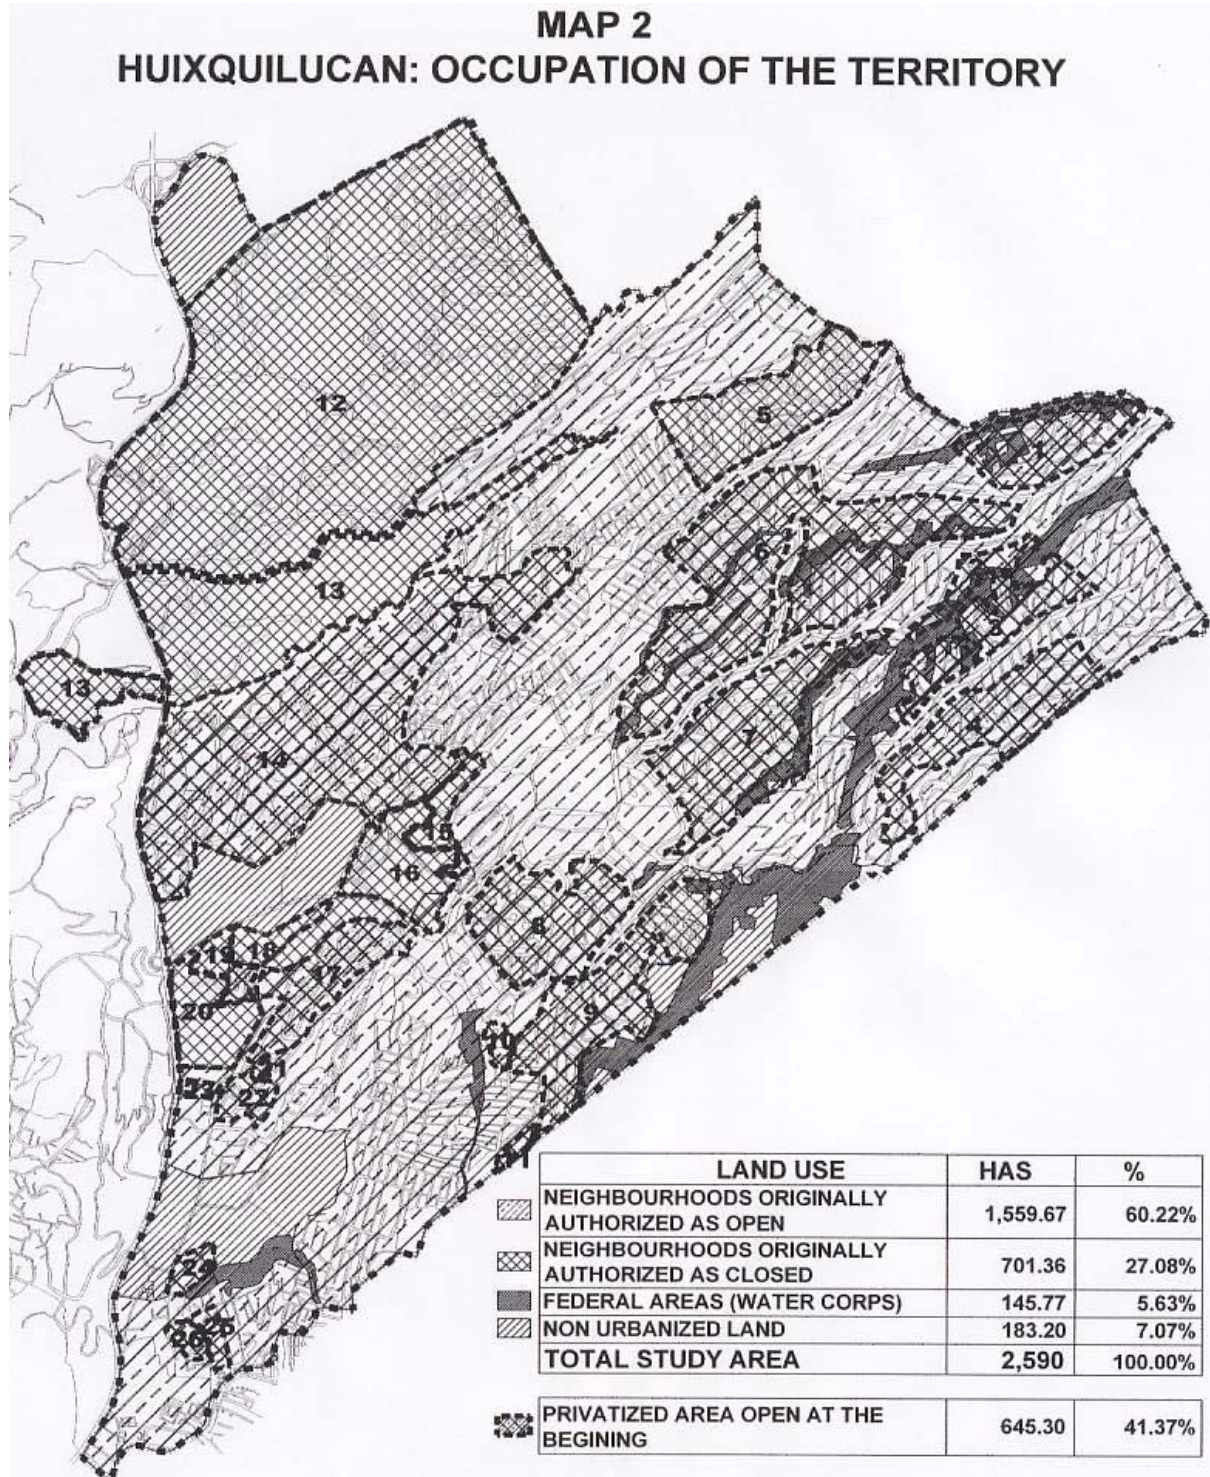 MAP 2
HUIXQUILUCAN: OCCUPATION OF THE TERRITORY
12
5
6
13
13
7
14
15
16
8
19 18
17
20
9
10
21
23
22
24
26
LAND USE HAS %
NEIGHBOURHOODS ORIGINALLY
AUTHORIZED AS OPEN 1,559.67 60.22%
NEIGHBOURHOODS ORIGINALLY
AUTHORIZED AS CLOSED 701.36 27.08%
FEDERAL AREAS (WATER CORPS) 145.77 5.63%
NON URBANIZED LAND 183.20 7.07%
TOTAL STUDY AREA 2,590 100.00%
PRIVATIZED AREA OPEN AT THE
BEGINING 645.30 41.37%